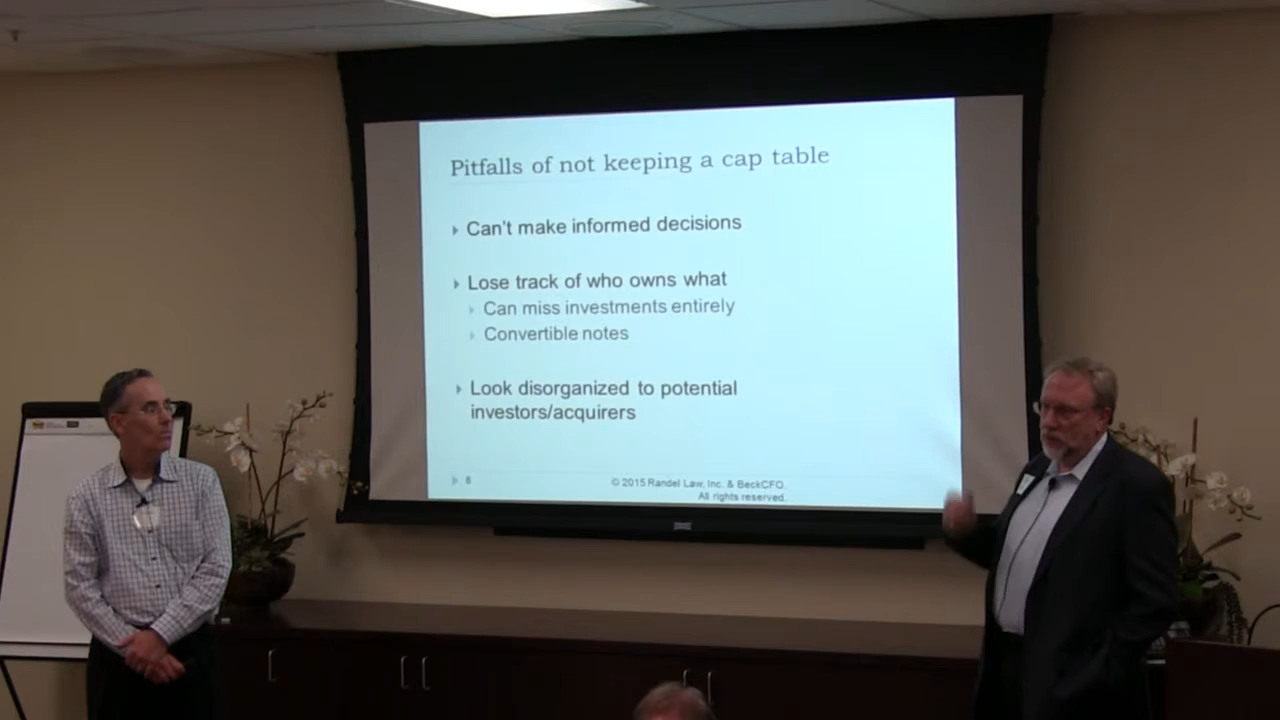 Pitfalls of not keeping a cap table
Can't make informed decisions
Lose track of who owns what
Can miss investments entirely
Convertible notes
Look disorganized to potential
investors/acquirers
6
© 2015 Randel Law, Inc. & BeckCFO.
All rights reserved.